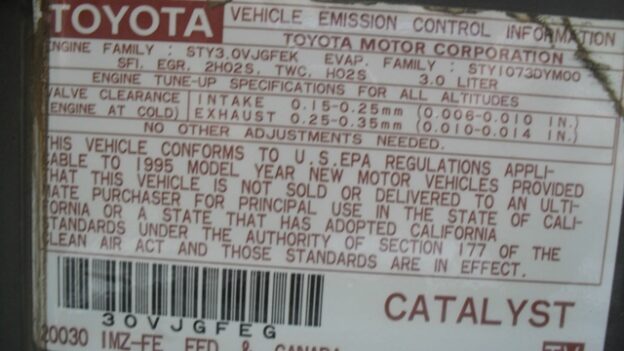 TOYOTA VEHICLE EMISSION CONTROL INFORMATION
TOYOTA MOTOR CORPORATION
ENGINE FAMILY : STY3.0VJGFEK EVAP. FAMILY : STY1073DYM00
SFI, EGR, 2HO2S, TWC, HO2S 3.0 LITER
ENGINE TUNE-UP SPECIFICATIONS FOR ALL ALTITUDES
VALVE CLEARANCE INTAKE 0.15-0.25mm (0.006-0.010 IN.)
(ENGINE AT COLD) EXHAUST 0.25-0.35mm (0.010-0.014 IN.)
NO OTHER ADJUSTMENTS NEEDED.
THIS VEHICLE CONFORMS TO U.S.EPA REGULATIONS APPLI-
CABLE TO 1995 MODEL YEAR NEW MOTOR VEHICLES PROVIDED
THAT THIS VEHICLE IS NOT SOLD OR DELIVERED TO AN ULTI-
MATE PURCHASER FOR PRINCIPAL USE IN THE STATE OF CALI-
FORNIA OR A STATE THAT HAS ADOPTED CALIFORNIA
STANDARDS UNDER THE AUTHORITY OF SECTION 177 OF THE
CLEAN AIR ACT AND THOSE STANDARDS ARE IN EFFECT.
30VJGFEG
CATALYST
20030 1MZ-FE FED & CANADA